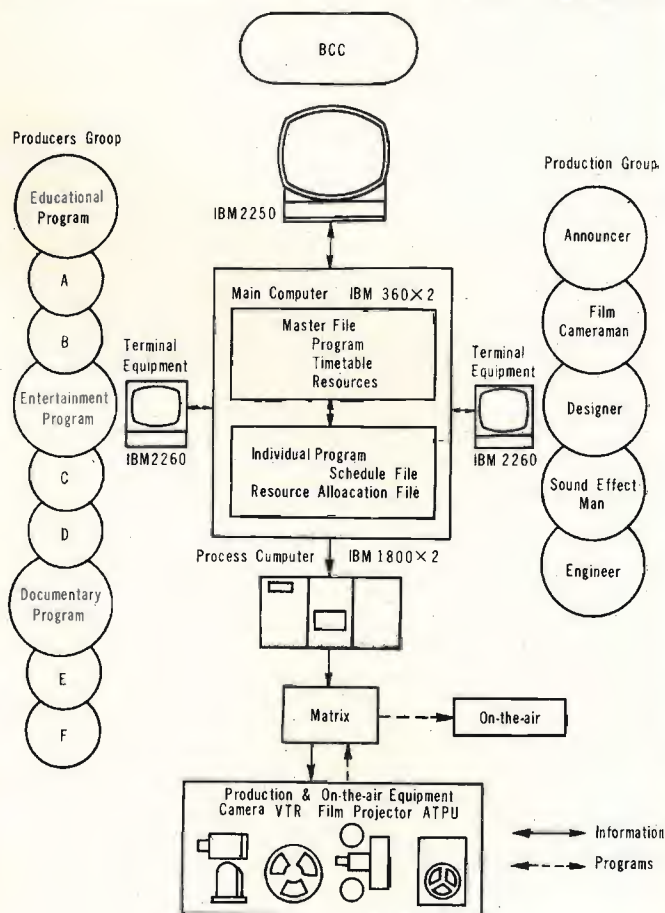 BCC
Producers Groop
Educational
Program
A
B
Entertainment
Program
C
D
Documentary
Program
E
F
IBM2250
Main Computer IBM 360×2
Master File
Program
Timetable
Resources
Individual Program
Schedule File
Resource Alloacation File
Terminal
Equipment
IBM2260
Terminal
Equipment
IBM 2260
Production Group.
Announcer
Film
Cameraman
Designer
Sound Effect
Man
Engineer
Process Cumputer IBM 1800×2
Matrix
On-the-air
Production & On-the-air Equipment
Camera VTR Film Projector ATPU
Information
Programs